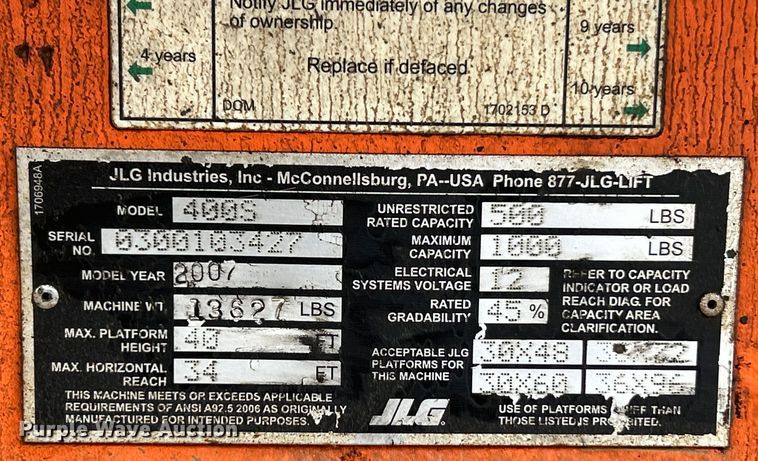 Notify JLG immediately of any changes
of ownership.
9 years
4 years
Replace if defaced
10 years
DOM
1702153 D
1706948A
JLG Industries, Inc - McConnellsburg, PA--USA Phone 877-JLG-LIFT
MODEL 400S
UNRESTRICTED
RATED CAPACITY 500 LBS
SERIAL
NO. 0300103427
MAXIMUM
CAPACITY 1000 LBS
MODEL YEAR 2007
ELECTRICAL
SYSTEMS VOLTAGE 12
REFER TO CAPACITY
INDICATOR OR LOAD
REACH DIAG. FOR
CAPACITY AREA
CLARIFICATION.
MACHINE WT. 13627 LBS
RATED
GRADABILITY 45 %
MAX. PLATFORM
HEIGHT 40 FT
MAX. HORIZONTAL
REACH 34 FT
ACCEPTABLE JLG
PLATFORMS FOR
THIS MACHINE
30X48
30X60 36X96
THIS MACHINE MEETS OR EXCEEDS APPLICABLE
REQUIREMENTS OF ANSI A92.5 2006 AS ORIGINALLY
MANUFACTURED FOR INTENDED PURPOSES.
JLG
USE OF PLATFORMS OTHER THAN
THOSE LISTED IS PROHIBITED.
Purple Wave Auction